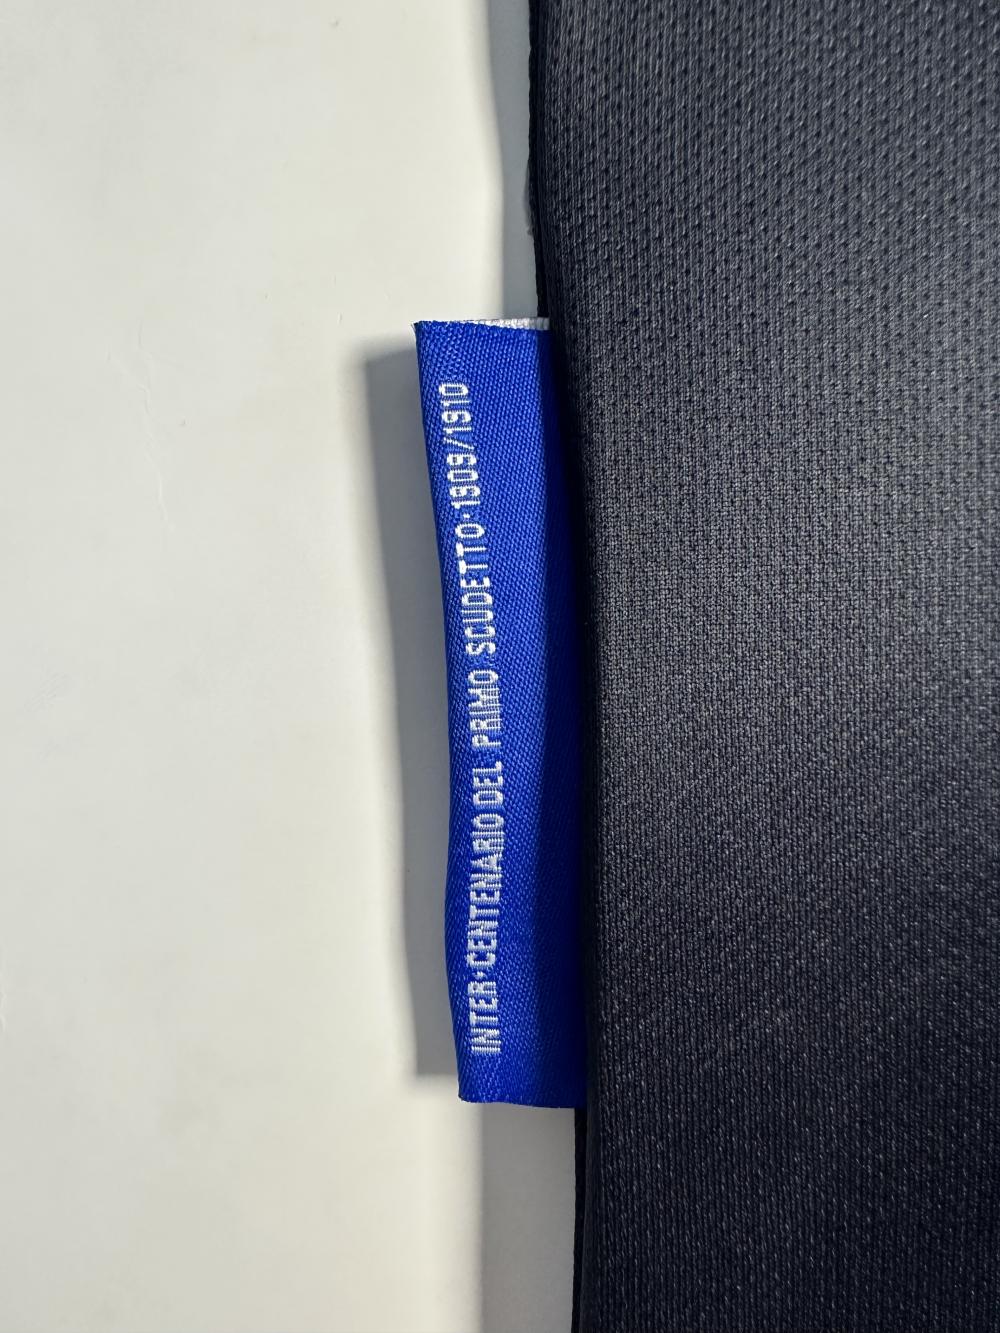 INTER·CENTENARIO DEL PRIMO SCUDETTO·1909/1910